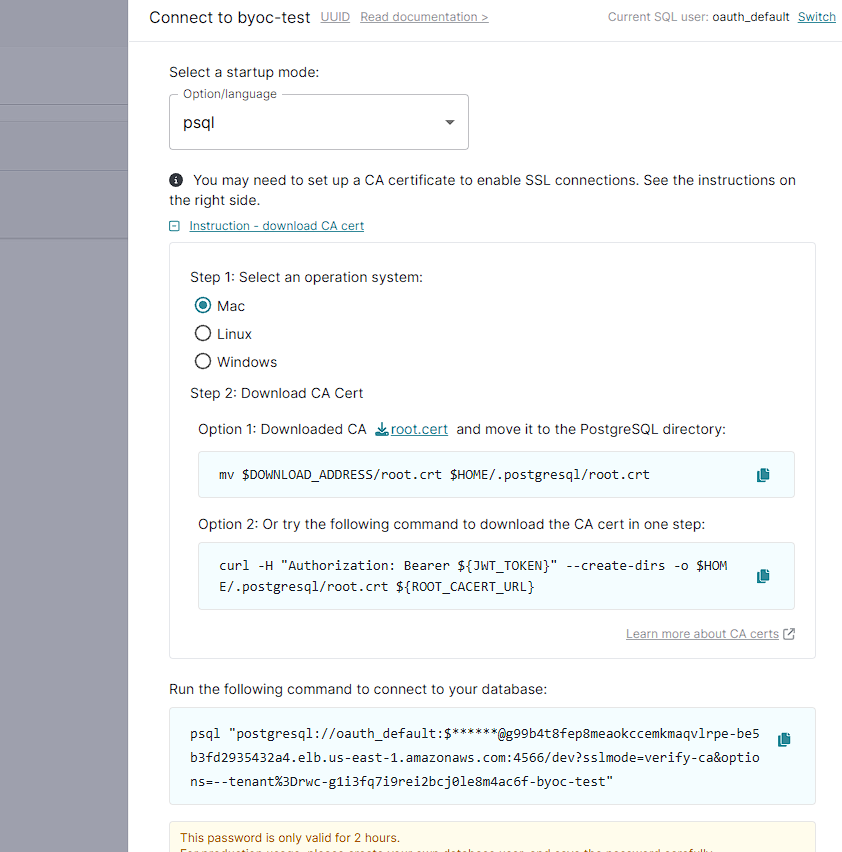 Connect to byoc-test UUID Read documentation > Current SQL user: oauth_default Switch
Select a startup mode:
Option/language
psql
You may need to set up a CA certificate to enable SSL connections. See the instructions on
the right side.
Instruction - download CA cert
Step 1: Select an operation system:
Mac
Linux
Windows
Step 2: Download CA Cert
Option 1: Downloaded CA root.cert and move it to the PostgreSQL directory:
mv $DOWNLOAD_ADDRESS/root.crt $HOME/.postgresql/root.crt
Option 2: Or try the following command to download the CA cert in one step:
curl -H "Authorization: Bearer ${JWT_TOKEN}" --create-dirs -o $HOM
E/.postgresql/root.crt ${ROOT_CACERT_URL}
Learn more about CA certs
Run the following command to connect to your database:
psql "postgresql://oauth_default:$******@g99b4t8fep8meaokccemkmaqvlrpe-be5
b3fd2935432a4.elb.us-east-1.amazonaws.com:4566/dev?sslmode=verify-ca&optio
ns=--tenant%3Drwc-g1i3fq7i9rei2bcj0le8m4ac6f-byoc-test"
This password is only valid for 2 hours.